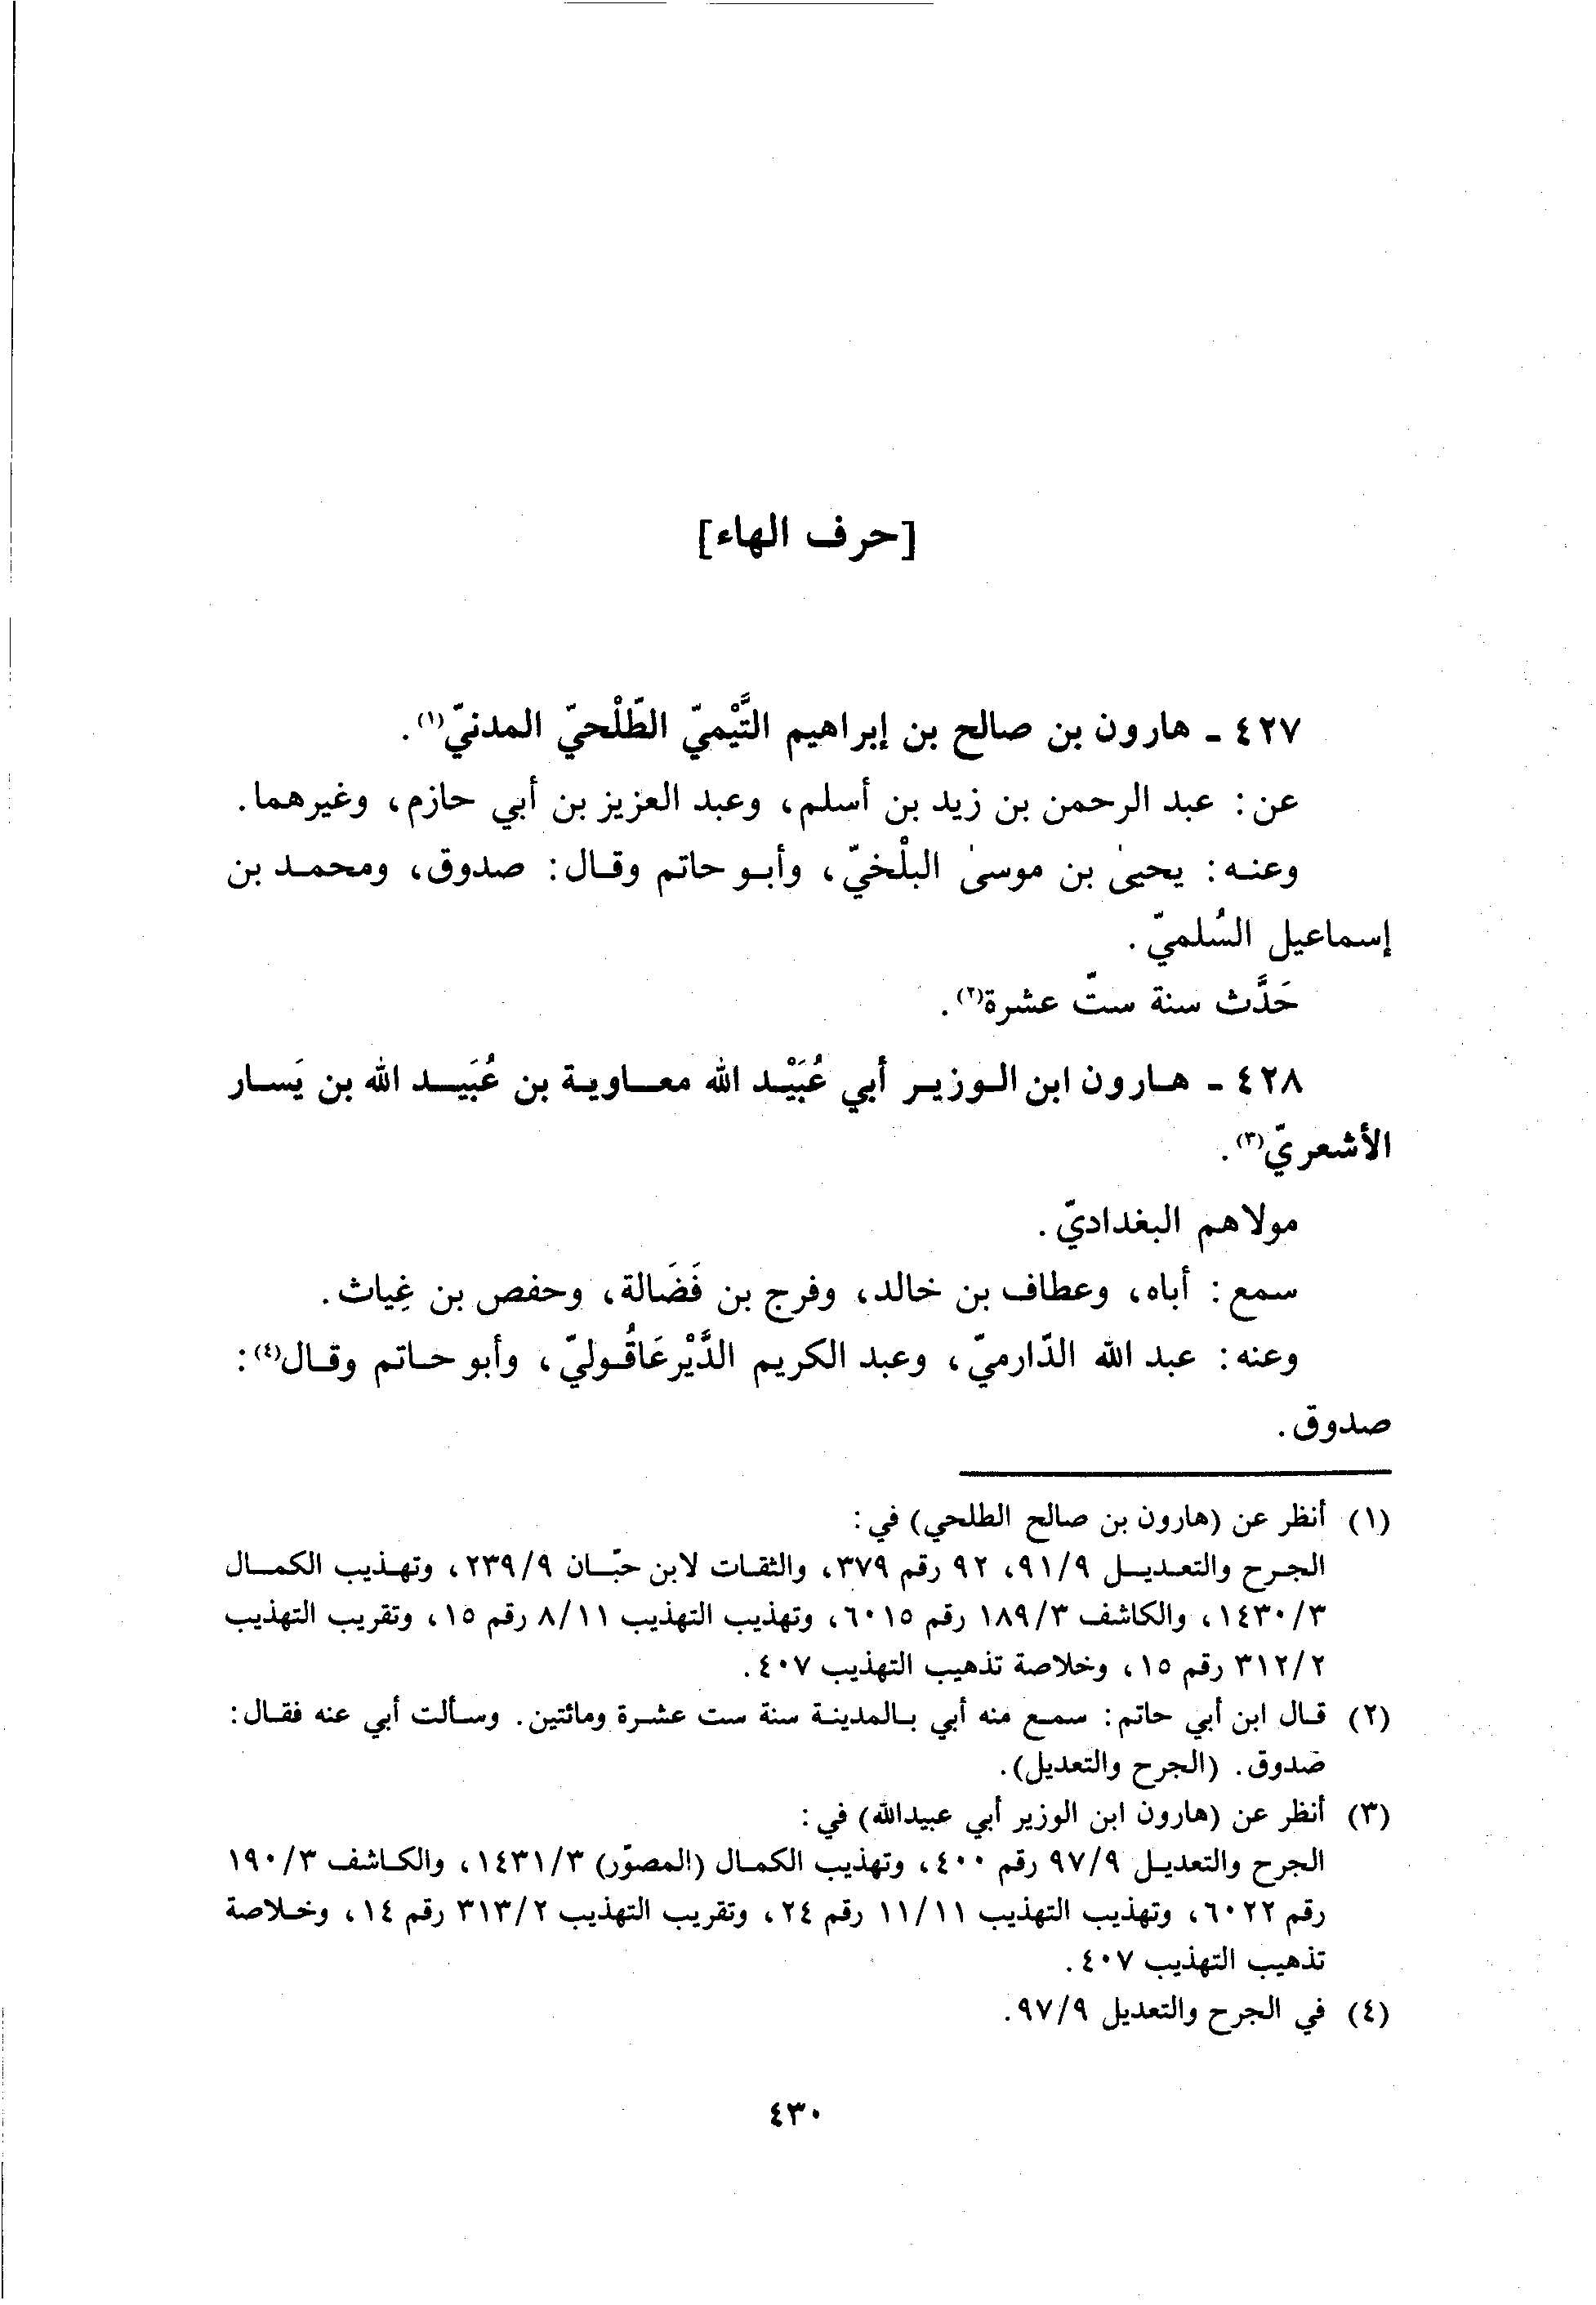 [حرف الهاء]
٤٢٧ - هارون بن صالح بن إبراهيم التَّيْميّ الطَّلْحيّ المدنيّ(١).
عن: عبد الرحمن بن زيد بن أسلم، وعبد العزيز بن أبي حازم، وغيرهما.
وعنه: يحيىٰ بن موسىٰ البلْخيّ، وأبو حاتم وقال: صدوق، ومحمد بن
إسماعيل السُلميّ.
حَدَّث سنة ستّ عشرة(٢).
٤٢٨ - هارون ابن الوزير أبي عُبَيْد الله معاوية بن عُبَيد الله بن يَسار
الأشعريّ(٣).
مولاهم البغداديّ.
سمع: أباه، وعطاف بن خالد، وفرج بن فَضَالة، وحفص بن غِياث.
وعنه: عبد الله الدّارميّ، وعبد الكريم الدَّيْرعَاقُوليّ، وأبو حاتم وقال(٤):
صدوق.
(١) أنظر عن (هارون بن صالح الطلحي) في:
الجرح والتعديل ٩١/٩، ٩٢ رقم ٣٧٩، والثقات لابن حبّان ٢٣٩/٩، وتهذيب الكمال
١٤٣٠/٣، والكاشف ١٨٩/٣ رقم ٦٠١٥، وتهذيب التهذيب ٨/١١ رقم ١٥، وتقريب التهذيب
٣١٢/٢ رقم ١٥، وخلاصة تذهيب التهذيب ٤٠٧.
(٢) قال ابن أبي حاتم: سمع منه أبي بالمدينة سنة ست عشرة ومائتين. وسألت أبي عنه فقال:
صدوق. (الجرح والتعديل).
(٣) أنظر عن (هارون ابن الوزير أبي عبيدالله) في:
الجرح والتعديل ٩٧/٩ رقم ٤٠٠، وتهذيب الكمال (المصوّر) ١٤٣١/٣، والكاشف ١٩٠/٣
رقم ٦٠٢٢، وتهذيب التهذيب ١١/١١ رقم ٢٤، وتقريب التهذيب ٣١٣/٢ رقم ١٤، وخلاصة
تذهيب التهذيب ٤٠٧.
(٤) في الجرح والتعديل ٩٧/٩.
٤٣٠